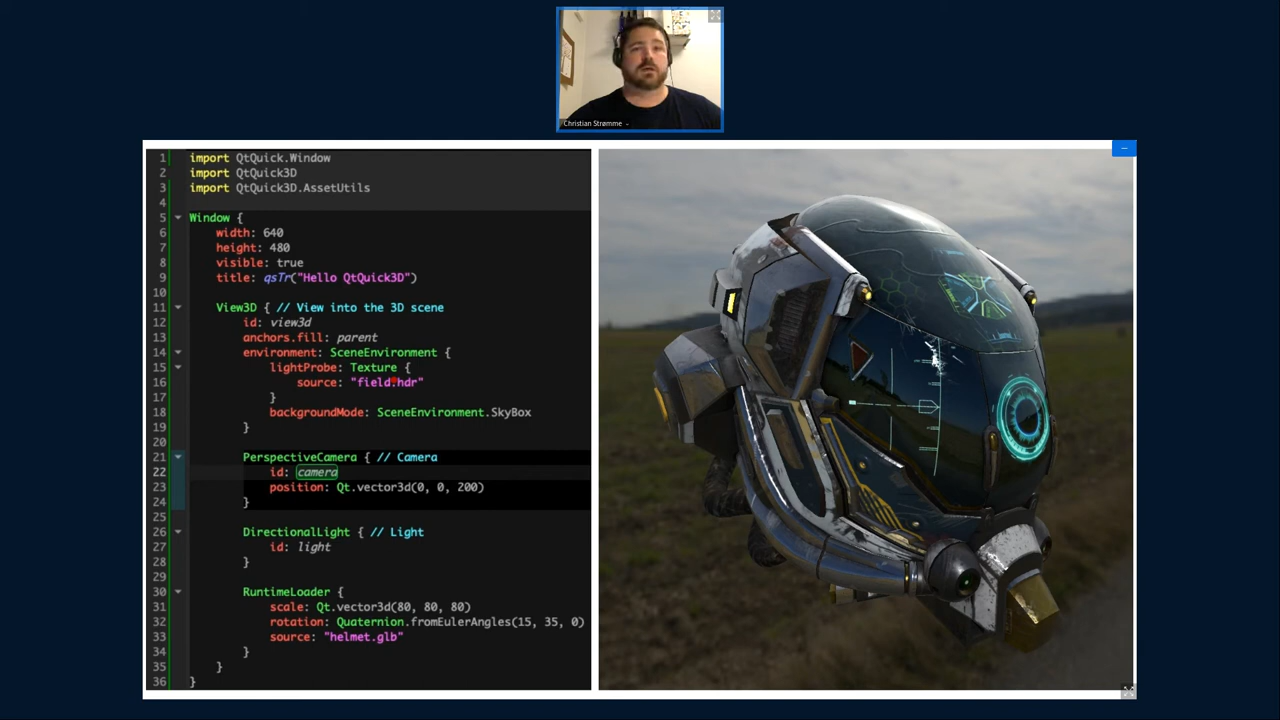 Christian Strømme
1 import QtQuick.Window
2 import QtQuick3D
3 import QtQuick3D.AssetUtils
4
5 Window {
6 width: 640
7 height: 480
8 visible: true
9 title: qsTr("Hello QtQuick3D")
10
11 View3D { // View into the 3D scene
12 id: view3d
13 anchors.fill: parent
14 environment: SceneEnvironment {
15 lightProbe: Texture {
16 source: "field.hdr"
17 }
18 backgroundMode: SceneEnvironment.SkyBox
19 }
20
21 PerspectiveCamera { // Camera
22 id: camera
23 position: Qt.vector3d(0, 0, 200)
24 }
25
26 DirectionalLight { // Light
27 id: light
28 }
29
30 RuntimeLoader {
31 scale: Qt.vector3d(80, 80, 80)
32 rotation: Quaternion.fromEulerAngles(15, 35, 0)
33 source: "helmet.glb"
34 }
35 }
36 }